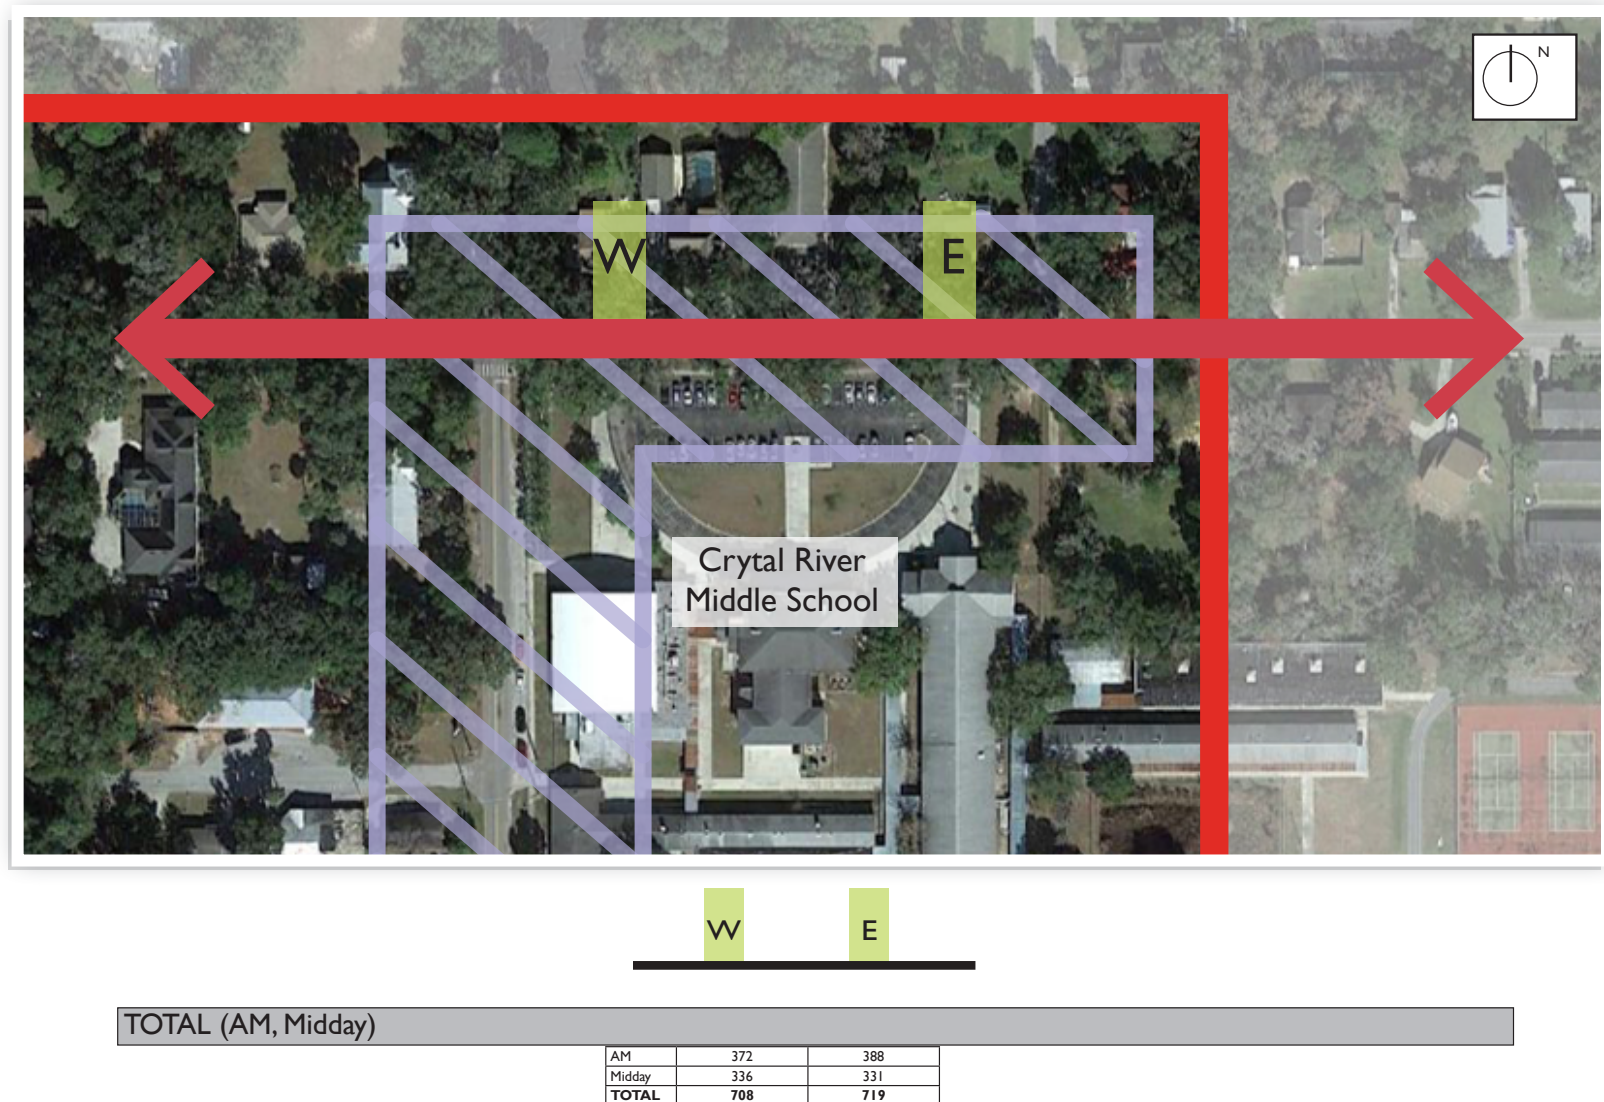 N
W E
Crytal River
Middle School
W E
TOTAL (AM, Midday)
AM 372 388
Midday 336 331
TOTAL 708 719